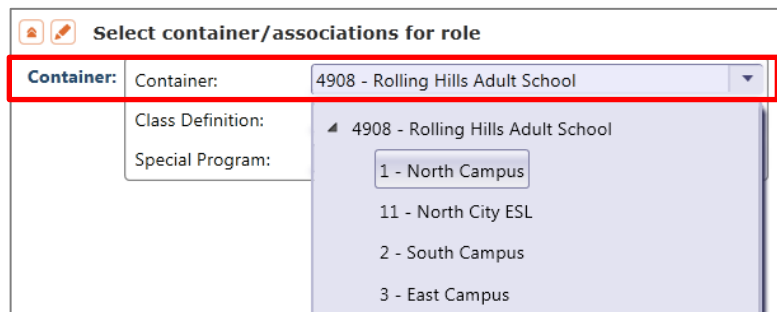 Select container/associations for role
Container: Container: 4908 - Rolling Hills Adult School
Class Definition: 4908 - Rolling Hills Adult School
Special Program: 1 - North Campus
11 - North City ESL
2 - South Campus
3 - East Campus